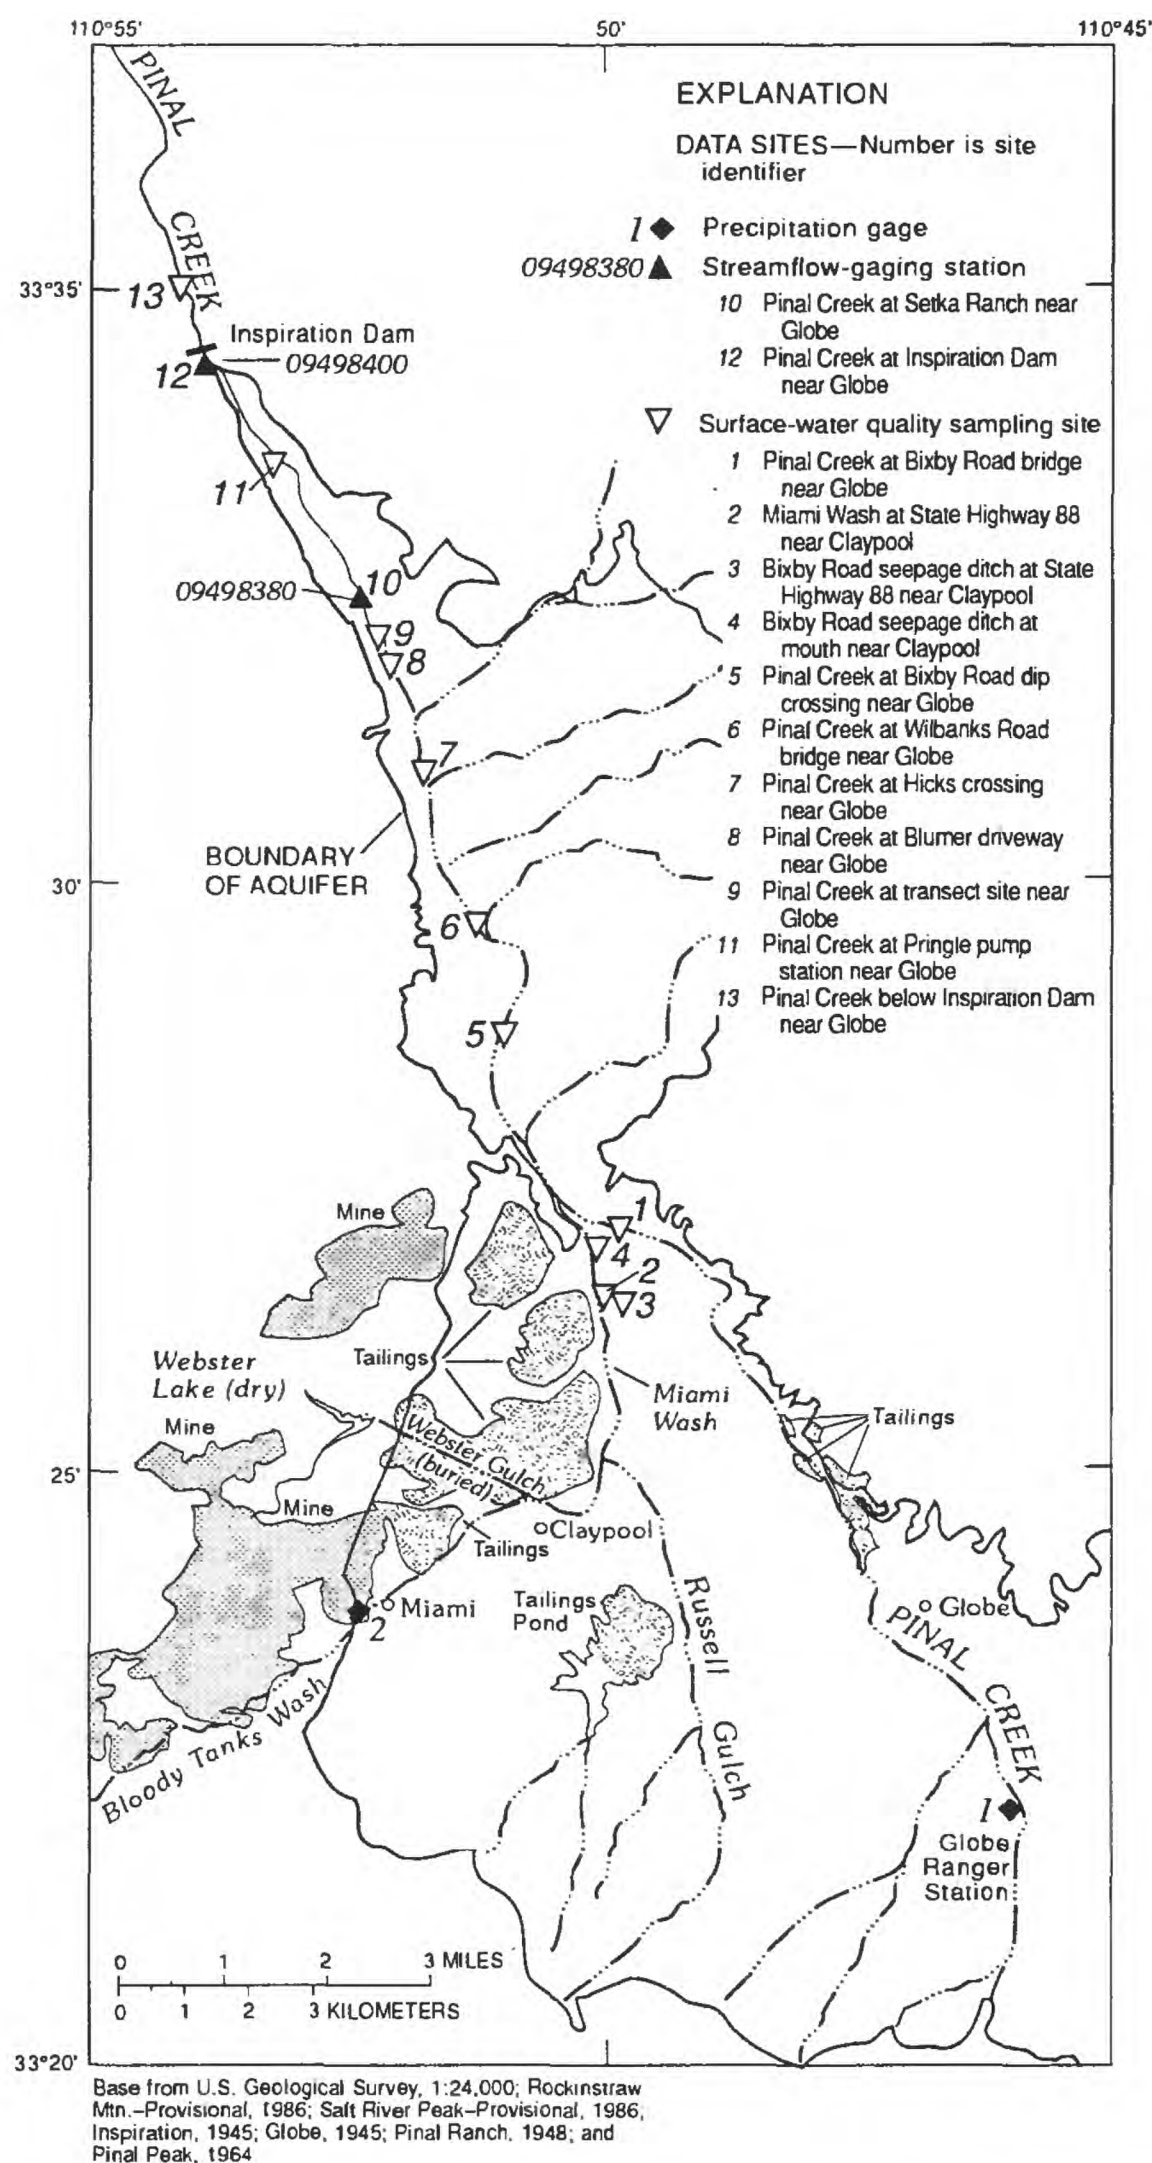 110°55'
50'
110°45'
PINAL
CREEK
EXPLANATION
DATA SITES—Number is site
identifier
1 Precipitation gage
09498380 Streamflow-gaging station
10 Pinal Creek at Setka Ranch near
Globe
12 Pinal Creek at Inspiration Dam
near Globe
Surface-water quality sampling site
1 Pinal Creek at Bixby Road bridge
near Globe
2 Miami Wash at State Highway 88
near Claypool
3 Bixby Road seepage ditch at State
Highway 88 near Claypool
4 Bixby Road seepage ditch at
mouth near Claypool
5 Pinal Creek at Bixby Road dip
crossing near Globe
6 Pinal Creek at Wilbanks Road
bridge near Globe
7 Pinal Creek at Hicks crossing
near Globe
8 Pinal Creek at Blumer driveway
near Globe
9 Pinal Creek at transect site near
Globe
11 Pinal Creek at Pringle pump
station near Globe
13 Pinal Creek below Inspiration Dam
near Globe
33°35'
13
Inspiration Dam
12
09498400
11
09498380
10
9
8
7
BOUNDARY
OF AQUIFER
30'
6
5
Mine
1
4
2
3
Tailings
Webster
Lake (dry)
Miami
Wash
Mine
Tailings
Webster Gulch
(buried)
25'
Mine
Claypool
Tailings
Miami
2
Tailings
Pond
Russell
Gulch
Globe
PINAL
CREEK
Bloody Tanks Wash
1
Globe
Ranger
Station
0 1 2 3 MILES
0 1 2 3 KILOMETERS
33°20'
Base from U.S. Geological Survey, 1:24,000; Rockinstraw
Mtn.–Provisional, 1986; Salt River Peak–Provisional, 1986,
Inspiration, 1945; Globe, 1945; Pinal Ranch, 1948; and
Pinal Peak, 1964